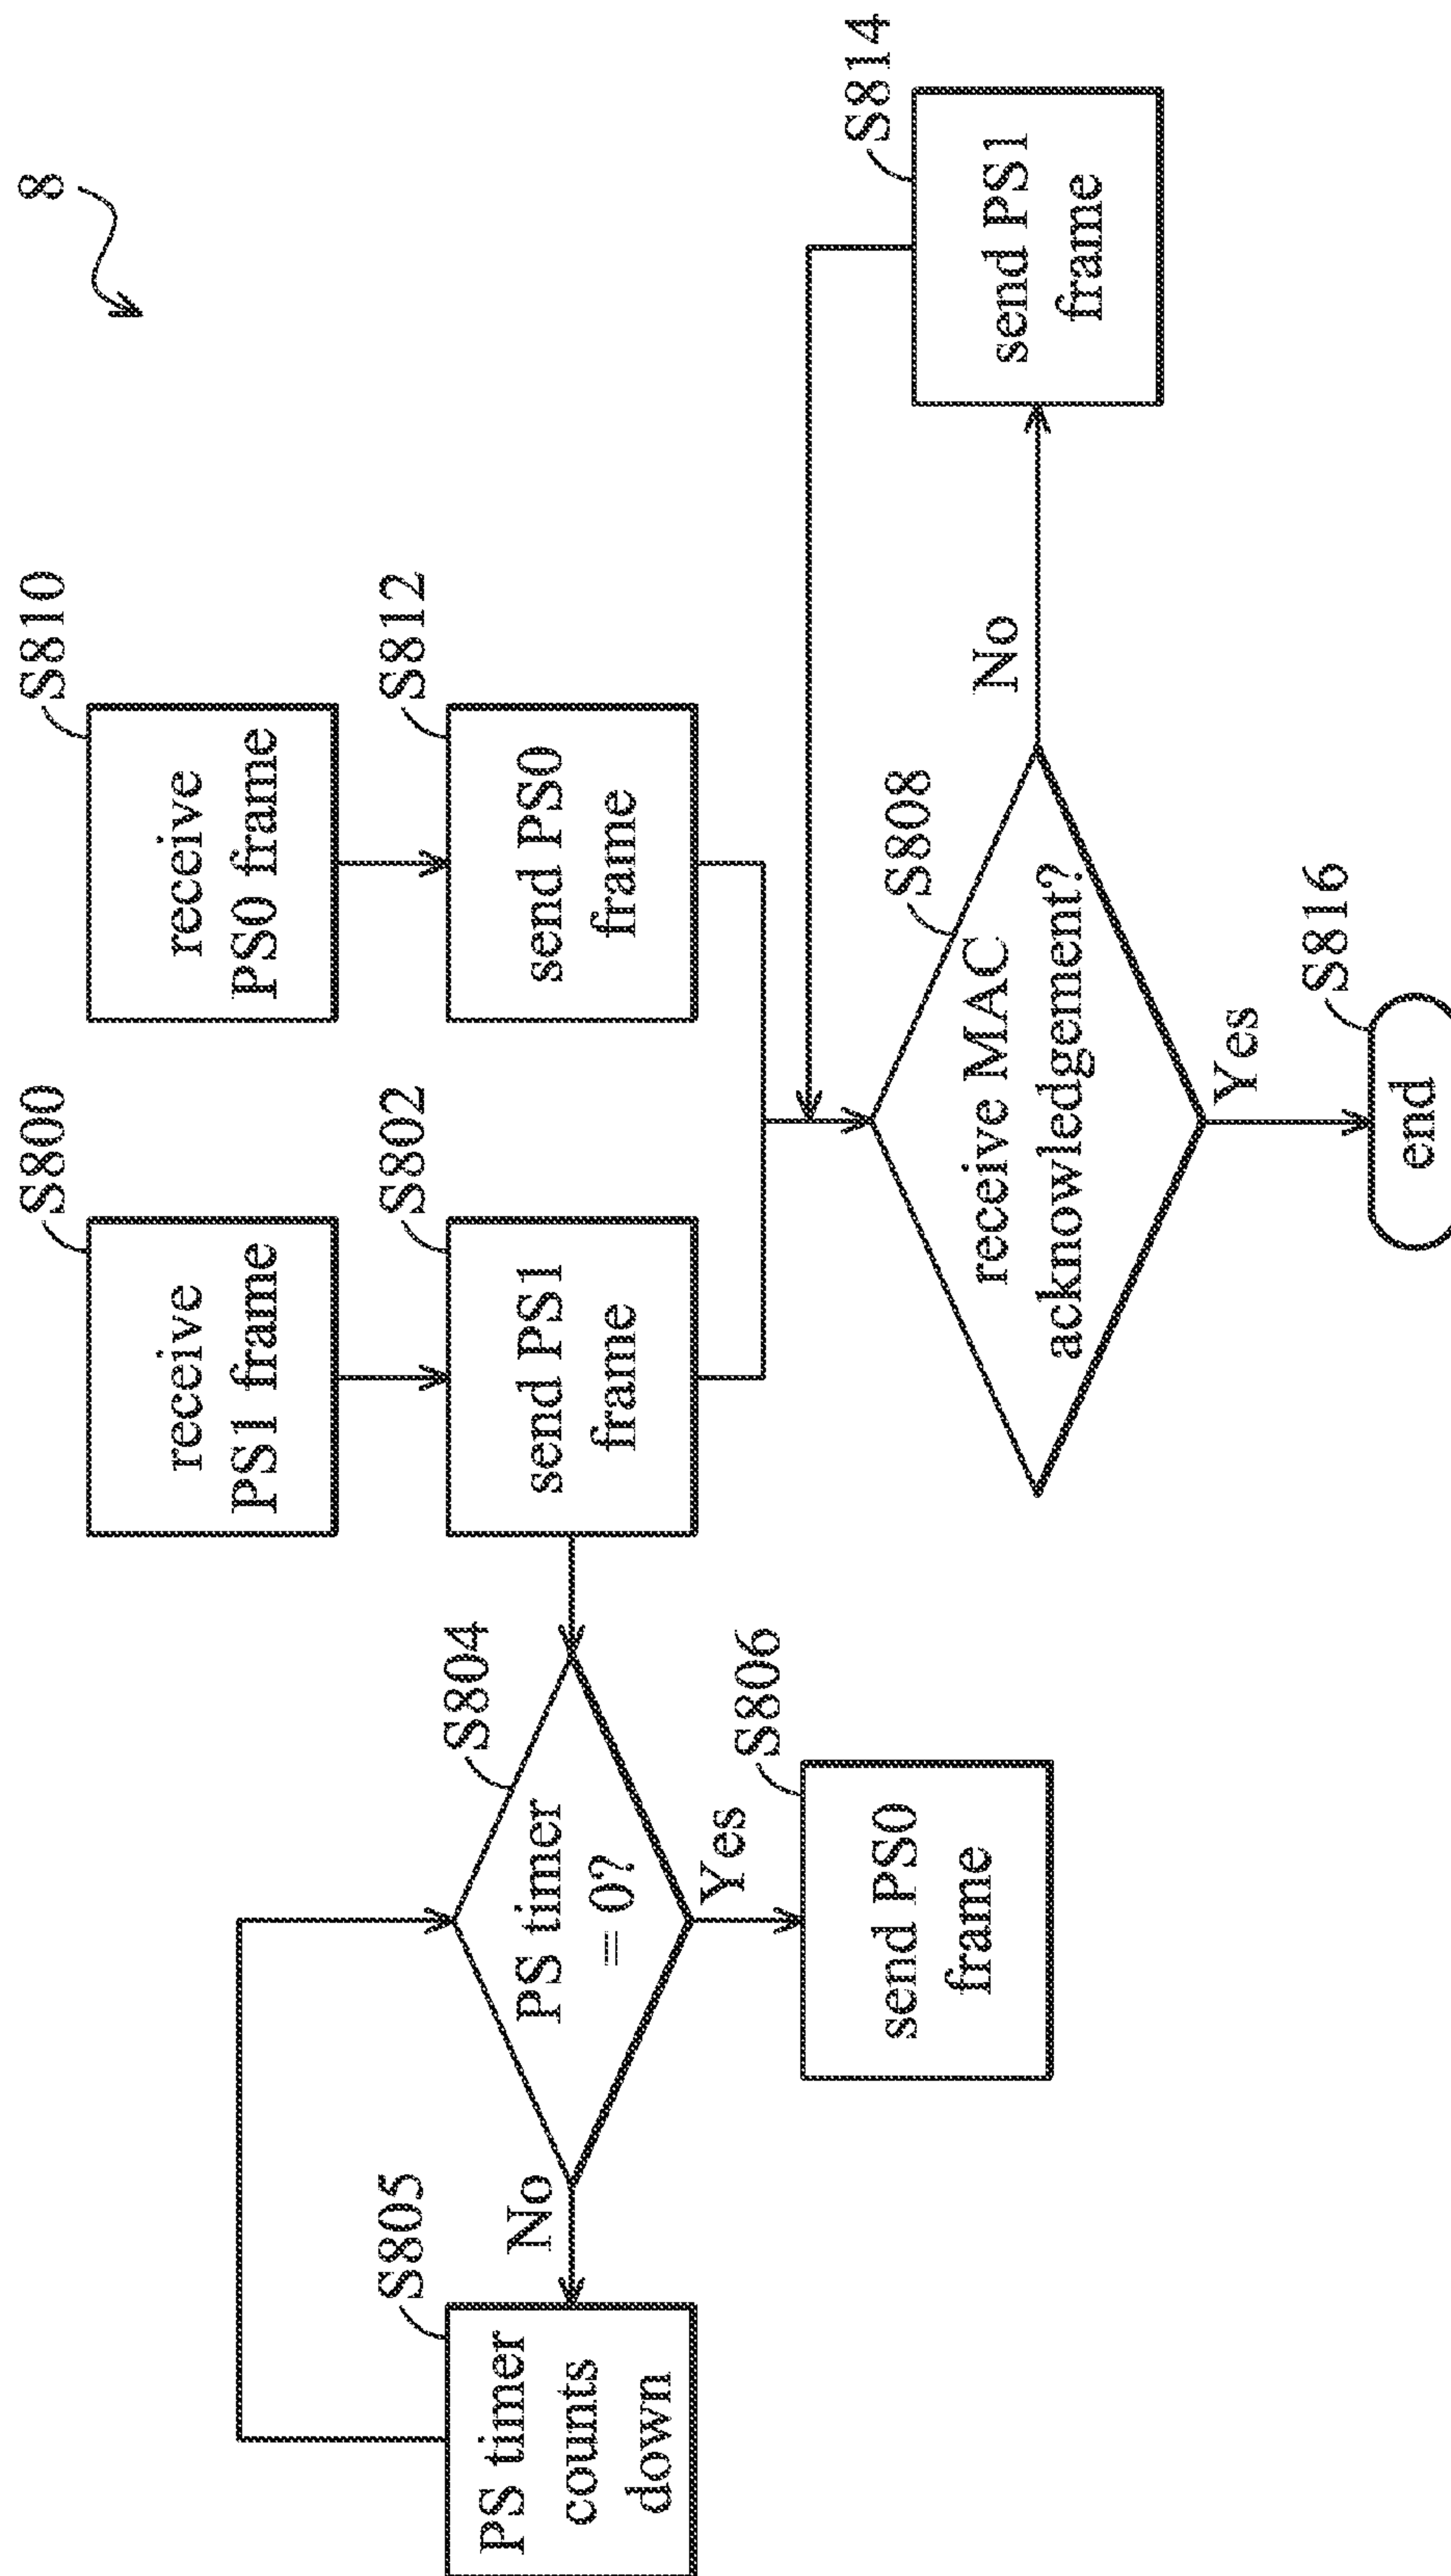 8
S800
receive
PS1 frame
S810
receive
PS0 frame
S805
PS timer
counts
down
No
S804
PS timer
= 0?
S802
send PS1
frame
S812
send PS0
frame
Yes
S806
send PS0
frame
S808
receive MAC
acknowledgement?
No
S814
send PS1
frame
Yes
S816
end